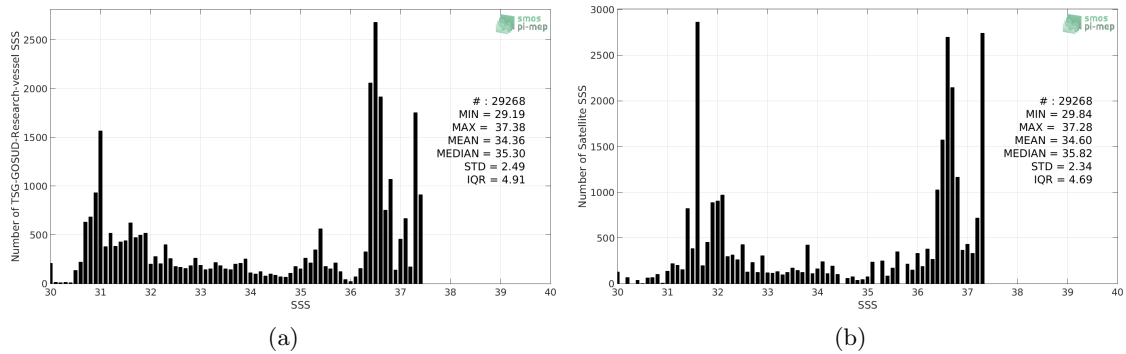 smos
pi-mep
2500
2000
1500
1000
500
0
Number of TSG-GOSUD-Research-vessel SSS
# : 29268
MIN = 29.19
MAX = 37.38
MEAN = 34.36
MEDIAN = 35.30
STD = 2.49
IQR = 4.91
30 31 32 33 34 35 36 37 38 39 40
SSS
(a)
smos
pi-mep
3000
2500
2000
1500
1000
500
0
Number of Satellite SSS
# : 29268
MIN = 29.84
MAX = 37.28
MEAN = 34.60
MEDIAN = 35.82
STD = 2.34
IQR = 4.69
30 31 32 33 34 35 36 37 38 39 40
SSS
(b)